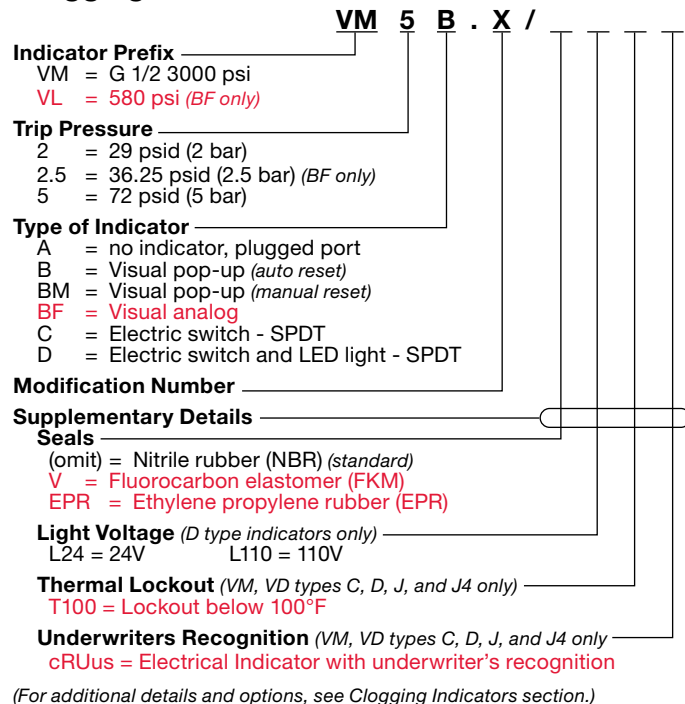 VM 5 B . X /
Indicator Prefix
VM = G 1/2 3000 psi
VL = 580 psi (BF only)
Trip Pressure
2 = 29 psid (2 bar)
2.5 = 36.25 psid (2.5 bar) (BF only)
5 = 72 psid (5 bar)
Type of Indicator
A = no indicator, plugged port
B = Visual pop-up (auto reset)
BM = Visual pop-up (manual reset)
BF = Visual analog
C = Electric switch - SPDT
D = Electric switch and LED light - SPDT
Modification Number
Supplementary Details
Seals
(omit) = Nitrile rubber (NBR) (standard)
V = Fluorocarbon elastomer (FKM)
EPR = Ethylene propylene rubber (EPR)
Light Voltage (D type indicators only)
L24 = 24V L110 = 110V
Thermal Lockout (VM, VD types C, D, J, and J4 only)
T100 = Lockout below 100°F
Underwriters Recognition (VM, VD types C, D, J, and J4 only
cRUus = Electrical Indicator with underwriter's recognition
(For additional details and options, see Clogging Indicators section.)